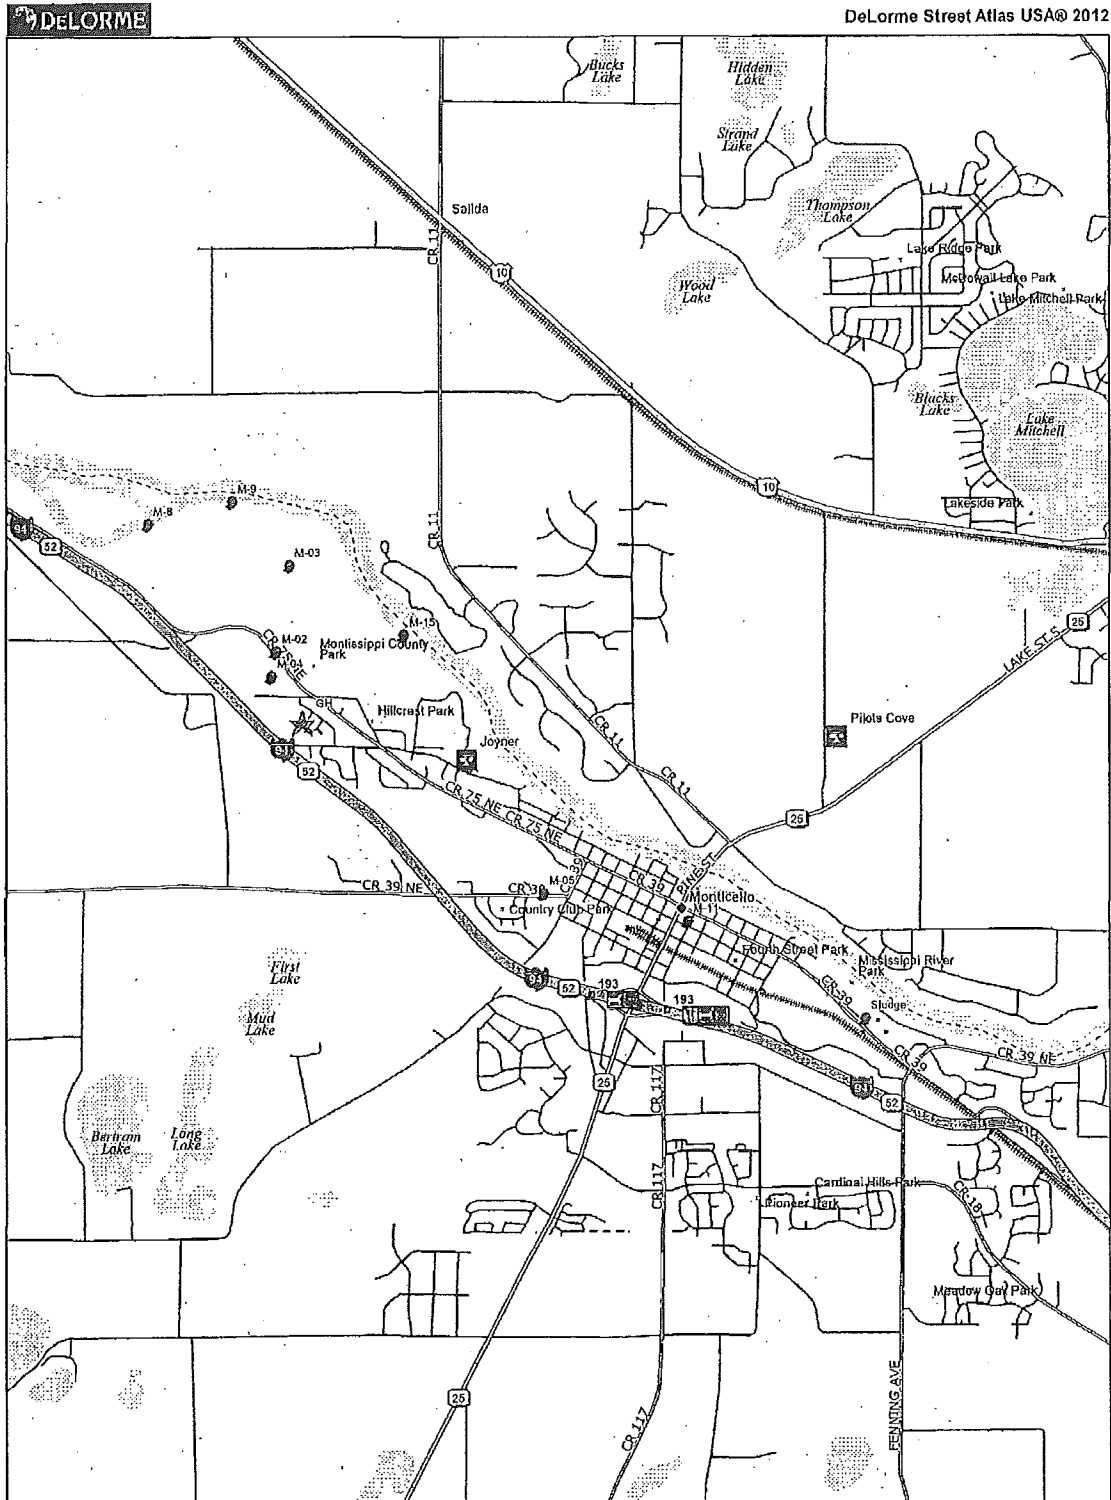 DELORME
DeLorme Street Atlas USA® 2012
Bucks
Lake
Hidden
Lake
Strand
Lake
Thompson
Lake
Salida
CR 11
10
Lake Ridge Park
McDowall Lake Park
Lake Mitchell Park
Wood
Lake
Blacks
Lake
Lake
Mitchell
10
Lakeside Park
M-9
M-8
94
52
CR 11
M-03
M-15
M-02
Montissippi County
Park
M-04
GH
Hillcrest Park
Joyner
LAKE ST S
25
Pilots Cove
CR 11
94
52
CR 11
25
CR 75 NE
CR 75 NE
PINE ST
CR 39 NE
CR 39
M-05
CR 39
Monticello
M-11
Country Club Park
Fourth Street Park
Mississippi River
Park
First
Lake
Mud
Lake
94
52
193
193
CR 39
Sludge
CR 39
CR 39 NE
25
CR 117
94
52
Bertram
Lake
Long
Lake
CR 117
Cardinal Hills Park
Pioneer Park
CR 18
Meadow Oak Park
25
CR 117
FENNING AVE